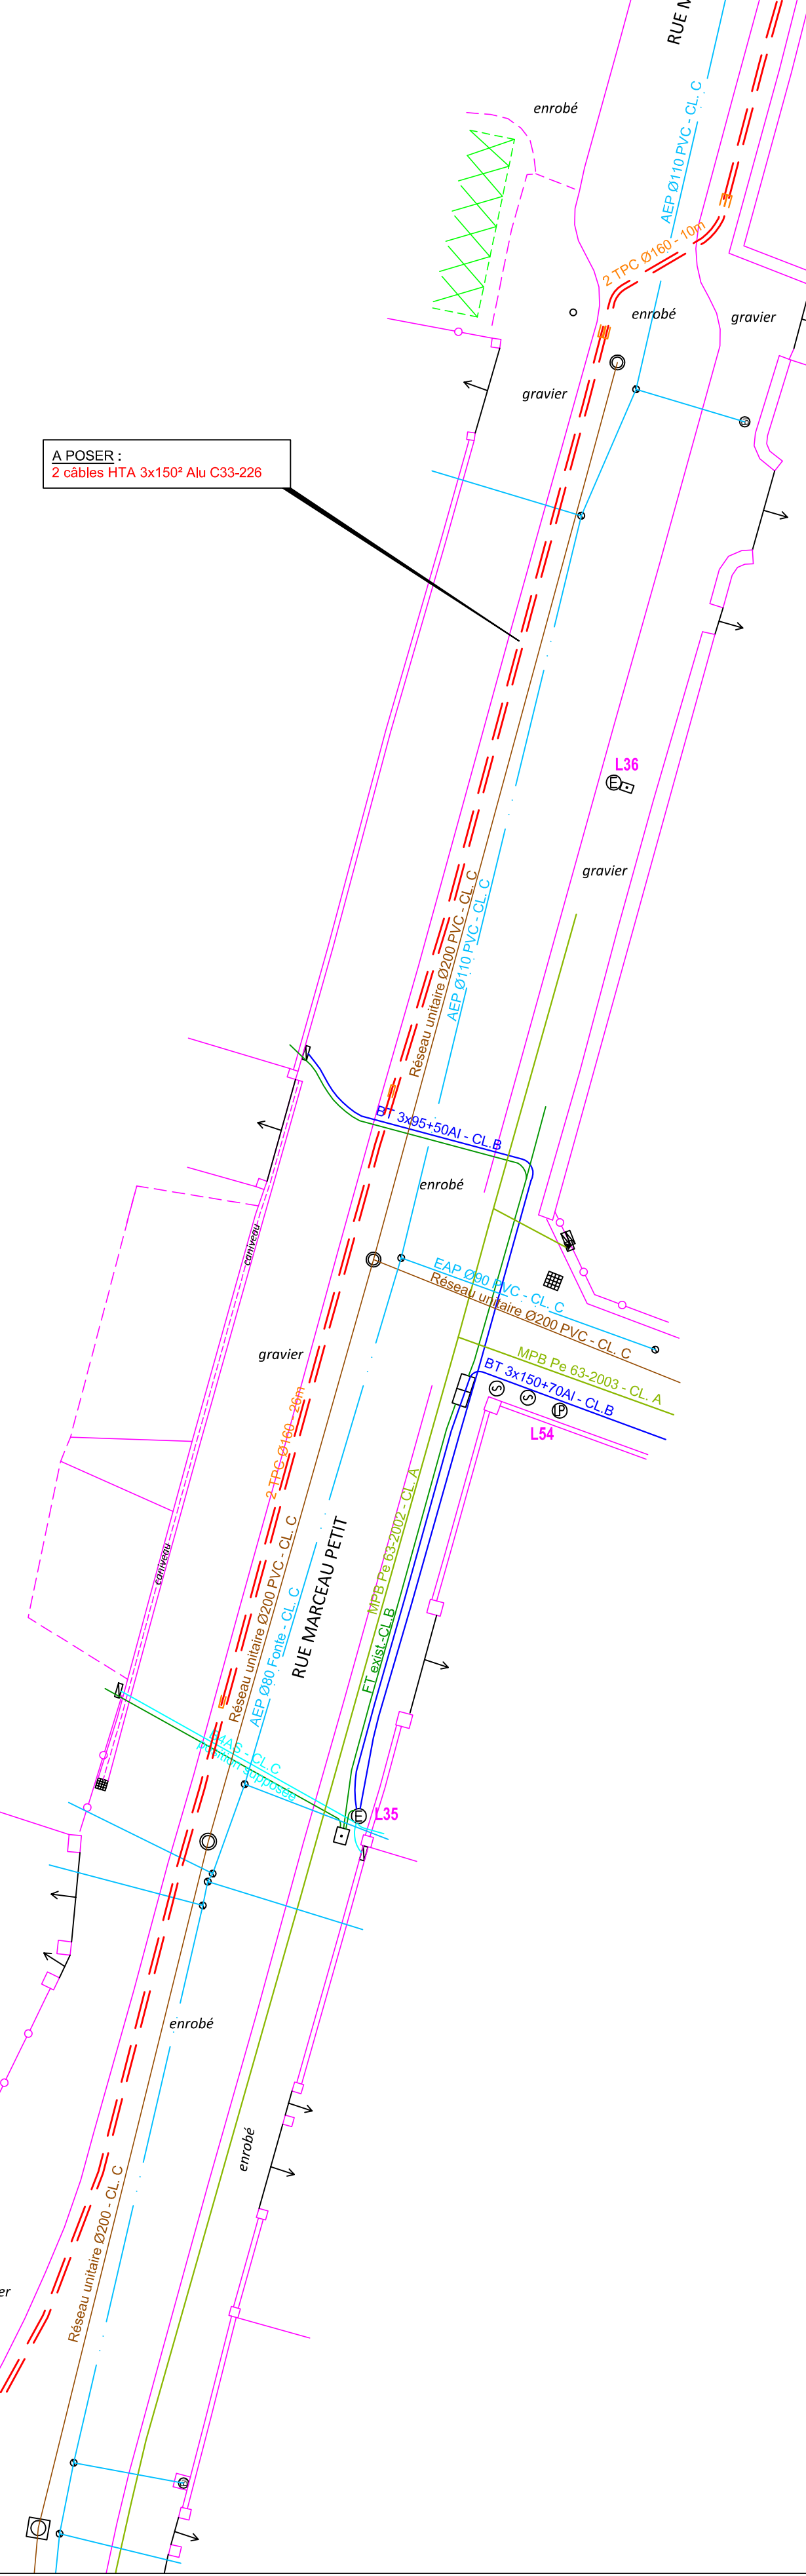 RUE M
enrobé
AEP Ø110 PVC - CL. C
2 TPC Ø160 - 10m
enrobé
gravier
gravier
A POSER :
2 câbles HTA 3x150² Alu C33-226
L36
E
gravier
Réseau unitaire Ø200 PVC - CL. C
AEP Ø110 PVC - CL. C
BT 3x95+50Al - CL.B
enrobé
caniveau
EAP Ø90 PVC - CL. C
Réseau unitaire Ø200 PVC - CL. C
gravier
MPB Pe 63-2003 - CL. A
BT 3x150+70Al - CL.B
S
S
LP
L54
2 TPC Ø160 - 26m
MPB Pe 63-2002 - CL. A
Réseau unitaire Ø200 PVC - CL. C
RUE MARCEAU PETIT
caniveau
AEP Ø80 Fonte - CL. C
FT exist.-CL.B
position supposée
E
L35
enrobé
enrobé
Réseau unitaire Ø200 - CL. C
er